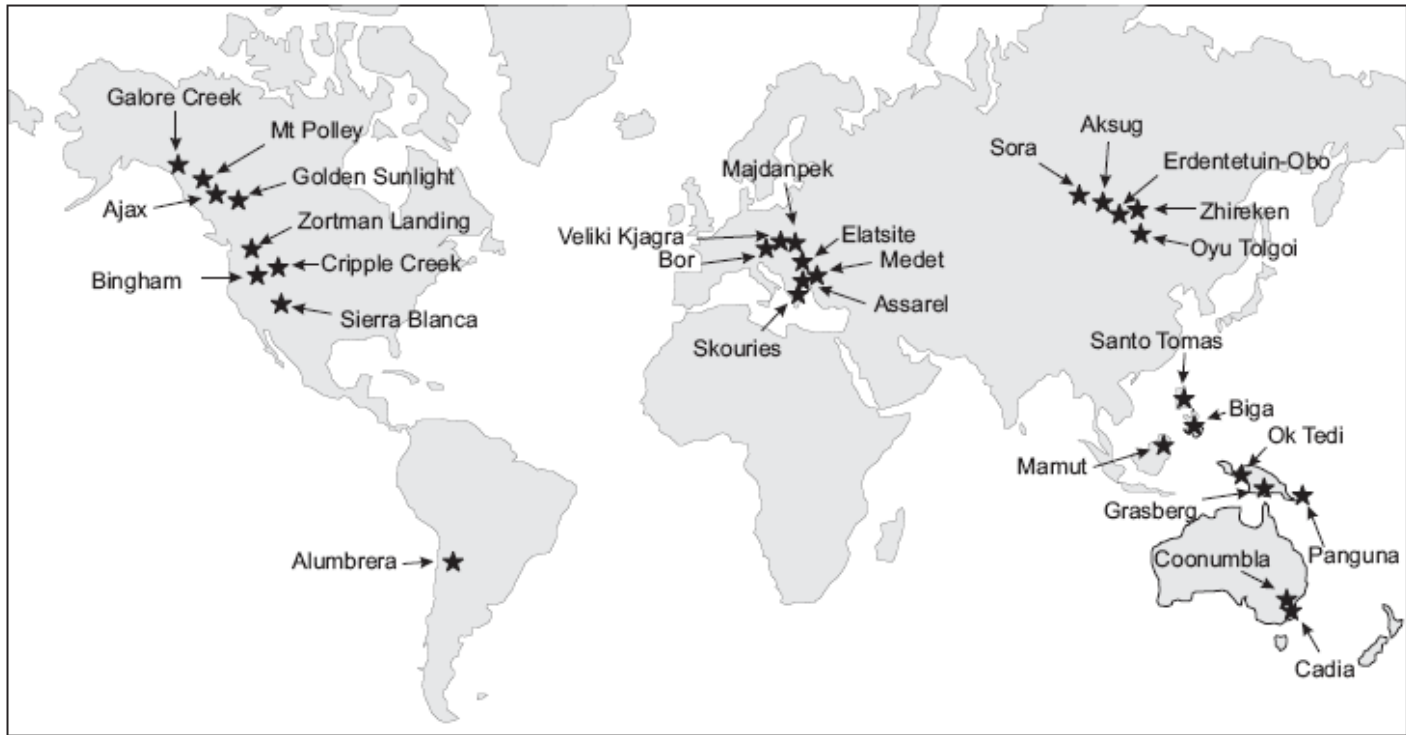 Galore Creek
Mt Polley
Golden Sunlight
Ajax
Zortman Landing
Cripple Creek
Bingham
Sierra Blanca
Alumbrera
Majdanpek
Veliki Kjagra
Bor
Elatsite
Medet
Assarel
Skouries
Sora
Aksug
Erdentetuin-Obo
Zhireken
Oyu Tolgoi
Santo Tomas
Biga
Mamut
Ok Tedi
Grasberg
Panguna
Coonumbla
Cadia